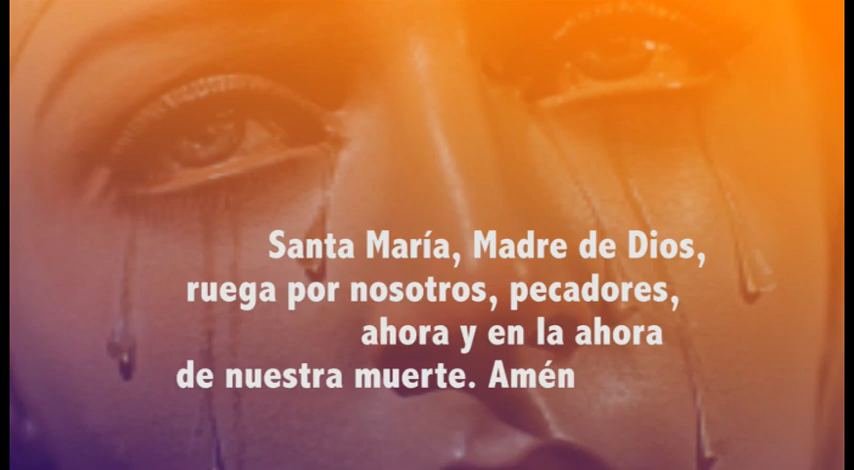 Santa María, Madre de Dios,
ruega por nosotros, pecadores,
ahora y en la ahora
de nuestra muerte. Amén